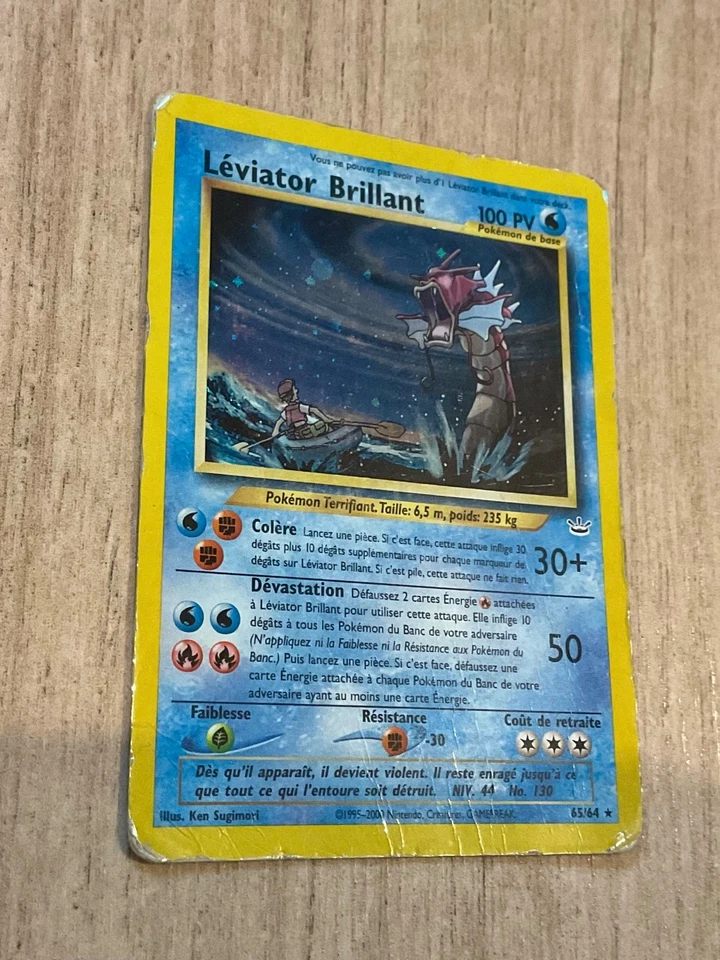 Vous ne pouvez pas avoir plus d'1 Léviator Brillant dans votre deck.
Léviator Brillant
100 PV
Pokémon de base
Pokémon Terrifiant. Taille: 6,5 m, poids: 235 kg
Colère Lancez une pièce. Si c'est face, cette attaque inflige 30
dégâts plus 10 dégâts supplémentaires pour chaque marqueur de
dégâts sur Léviator Brillant. Si c'est pile, cette attaque ne fait rien.
30+
Dévastation Défaussez 2 cartes Énergie attachées
à Léviator Brillant pour utiliser cette attaque. Elle inflige 10
dégâts à tous les Pokémon du Banc de votre adversaire
(N'appliquez ni la Faiblesse ni la Résistance aux Pokémon du
Banc.) Puis lancez une pièce. Si c'est face, défaussez une
carte Énergie attachée à chaque Pokémon du Banc de votre
adversaire ayant au moins une carte Énergie.
50
Faiblesse
Résistance
-30
Coût de retraite
Dès qu'il apparaît, il devient violent. Il reste enragé jusqu'à ce
que tout ce qui l'entoure soit détruit. NIV. 44 No. 130
Illus. Ken Sugimori
©1995-2001 Nintendo, Creatures, GAMEFREAK.
65/64 ★